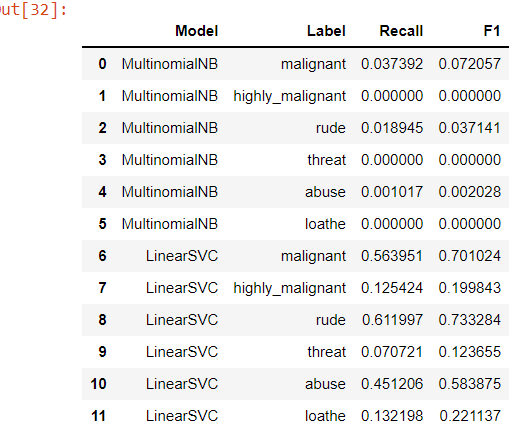 ut[32]:
Model Label Recall F1
0 MultinomialNB malignant 0.037392 0.072057
1 MultinomialNB highly_malignant 0.000000 0.000000
2 MultinomialNB rude 0.018945 0.037141
3 MultinomialNB threat 0.000000 0.000000
4 MultinomialNB abuse 0.001017 0.002028
5 MultinomialNB loathe 0.000000 0.000000
6 LinearSVC malignant 0.563951 0.701024
7 LinearSVC highly_malignant 0.125424 0.199843
8 LinearSVC rude 0.611997 0.733284
9 LinearSVC threat 0.070721 0.123655
10 LinearSVC abuse 0.451206 0.583875
11 LinearSVC loathe 0.132198 0.221137